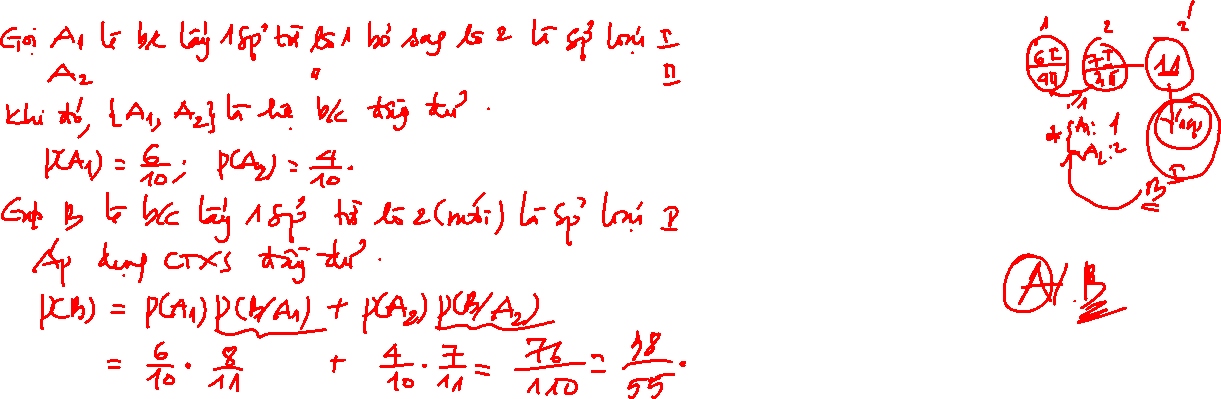 Gọi A1 là b/c lấy 1 sp' từ lô 1 bỏ sang lô 2 là sp' loại I
A2 " II
Khi đó, {A1, A2} là hệ b/c đầy đủ.
P(A1) = 6/10; P(A2) = 4/10.
Gọi B là b/c lấy 1 sp' từ lô 2 (mới) là sp' loại I
Áp dụng CTXS đầy đủ.
P(B) = P(A1) P(B/A1) + P(A2) P(B/A2)
= 6/10 . 8/11 + 4/10 . 7/11 = 76/110 = 38/55.
1 2 2'
6I 7I 11
4II
A1: 1
A2: 2
I
B
A/B